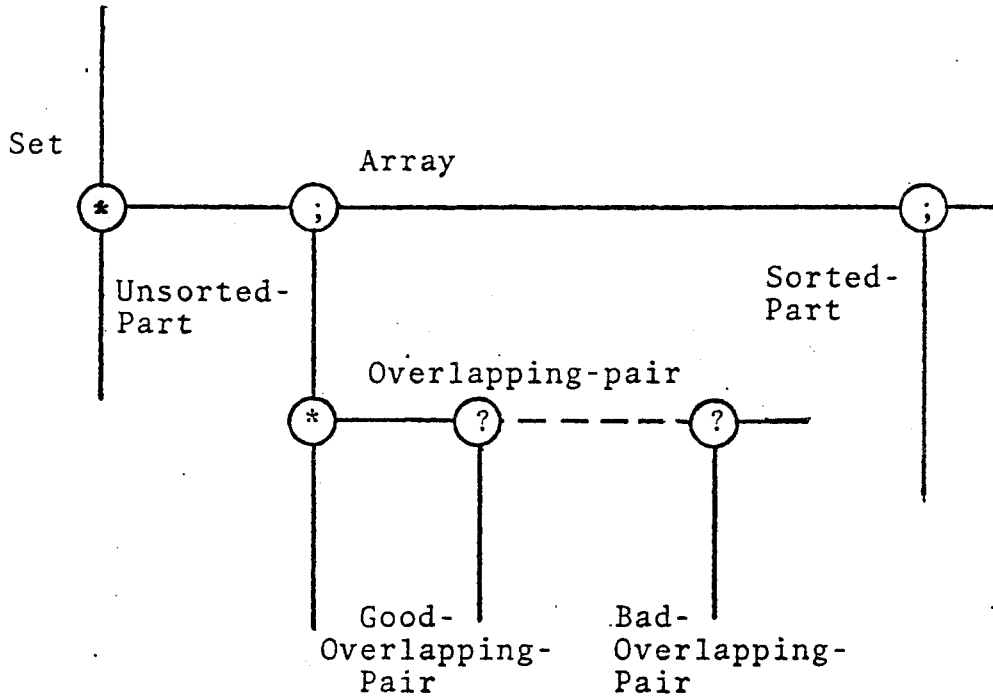 Set
Array
* ; ;
Unsorted-
Part
Sorted-
Part
Overlapping-pair
* ? ?
Good-
Overlapping-
Pair
Bad-
Overlapping-
Pair